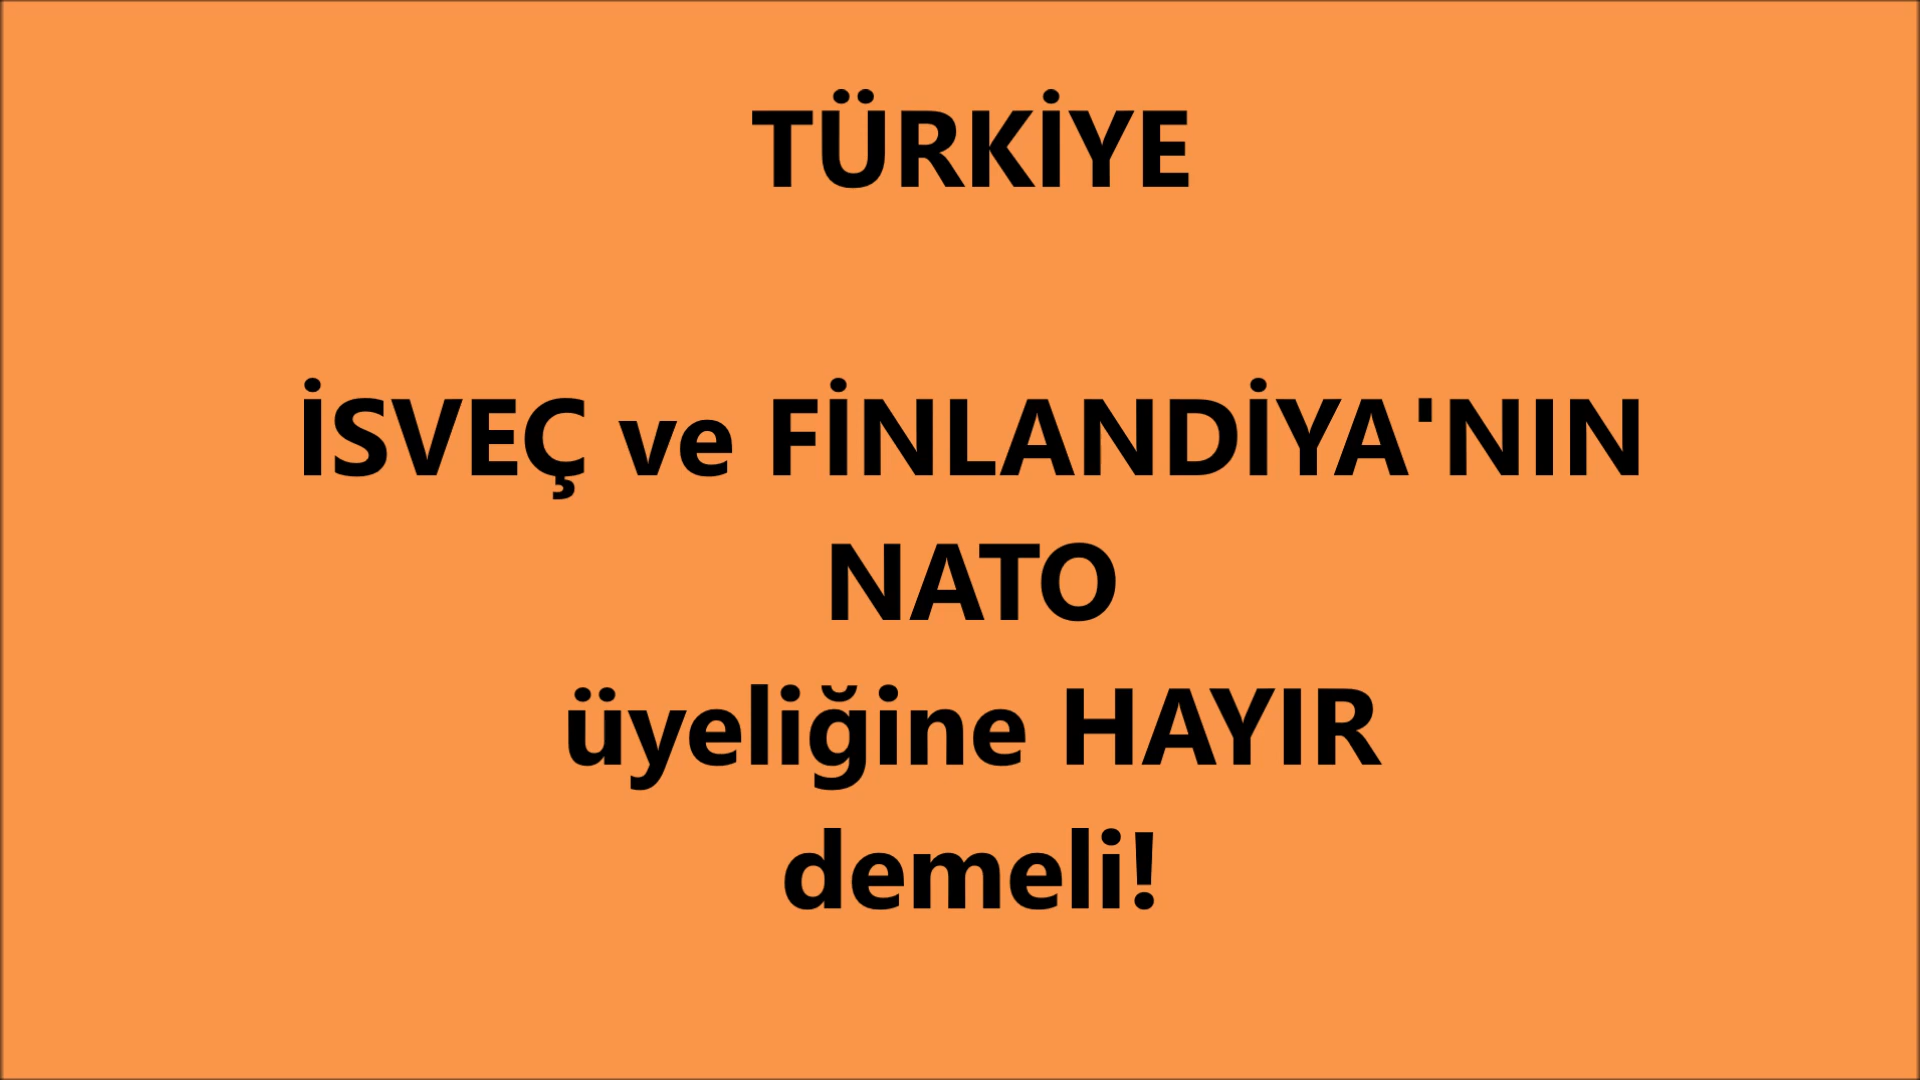 TÜRKİYE
İSVEÇ ve FİNLANDİYA'NIN
NATO
üyeliğine HAYIR
demeli!